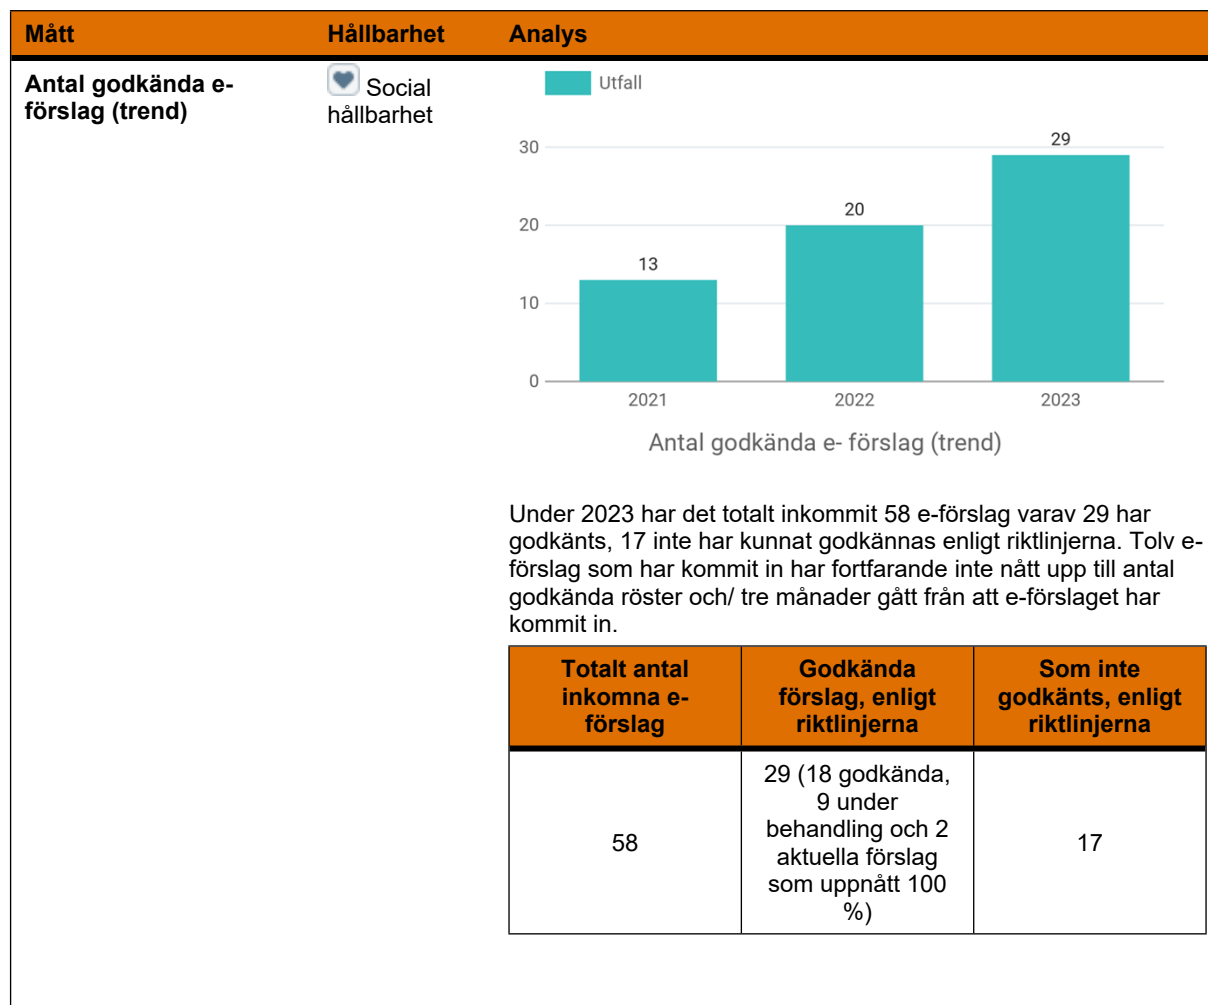 Mått
Hållbarhet
Analys
Antal godkända e-
förslag (trend)
Social
hållbarhet
Utfall
30
20
10
0
13
20
29
2021
2022
2023
Antal godkända e- förslag (trend)
Under 2023 har det totalt inkommit 58 e-förslag varav 29 har
godkänts, 17 inte har kunnat godkännas enligt riktlinjerna. Tolv e-
förslag som har kommit in har fortfarande inte nått upp till antal
godkända röster och/ tre månader gått från att e-förslaget har
kommit in.
Totalt antal
inkomna e-
förslag
Godkända
förslag, enligt
riktlinjerna
Som inte
godkänts, enligt
riktlinjerna
58
29 (18 godkända,
9 under
behandling och 2
aktuella förslag
som uppnått 100
%)
17